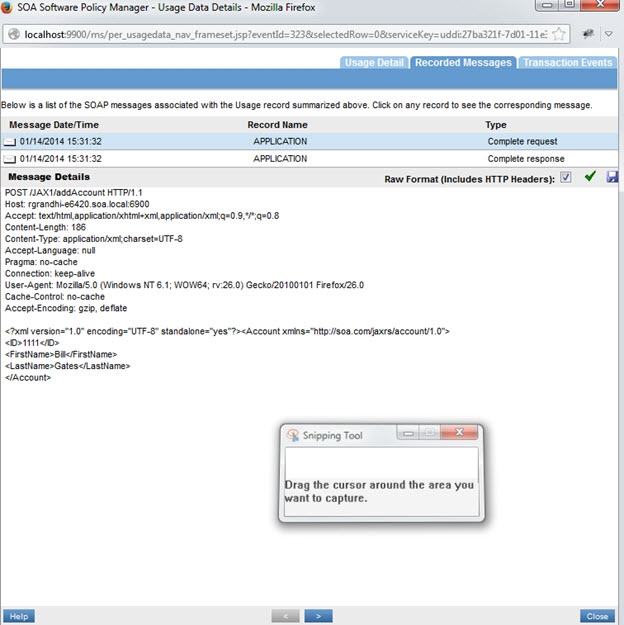 SOA Software Policy Manager - Usage Data Details - Mozilla Firefox
localhost:9900/ms/per_usagedata_nav_frameset.jsp?eventId=323&selectedRow=0&serviceKey=uddi:27ba321f-7d01-11e3
Usage Detail Recorded Messages Transaction Events
Below is a list of the SOAP messages associated with the Usage record summarized above. Click on any record to see the corresponding message.
Message Date/Time Record Name Type
01/14/2014 15:31:32 APPLICATION Complete request
01/14/2014 15:31:32 APPLICATION Complete response
Message Details Raw Format (Includes HTTP Headers):
POST /JAX1/addAccount HTTP/1.1
Host: rgrandhi-e6420.soa.local:6900
Accept: text/html,application/xhtml+xml,application/xml;q=0.9,*/*;q=0.8
Content-Length: 186
Content-Type: application/xml;charset=UTF-8
Accept-Language: null
Pragma: no-cache
Connection: keep-alive
User-Agent: Mozilla/5.0 (Windows NT 6.1; WOW64; rv:26.0) Gecko/20100101 Firefox/26.0
Cache-Control: no-cache
Accept-Encoding: gzip, deflate
<?xml version="1.0" encoding="UTF-8" standalone="yes"?><Account xmlns="http://soa.com/jaxrs/account/1.0">
<ID>1111</ID>
<FirstName>Bill</FirstName>
<LastName>Gates</LastName>
</Account>
Snipping Tool
Drag the cursor around the area you
want to capture.
Help < > Close